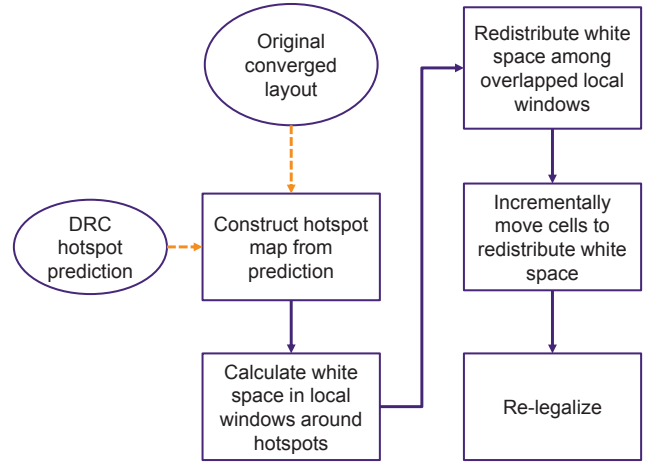 Original
converged
layout
DRC
hotspot
prediction
Construct hotspot
map from
prediction
Calculate white
space in local
windows around
hotspots
Redistribute white
space among
overlapped local
windows
Incrementally
move cells to
redistribute white
space
Re-legalize